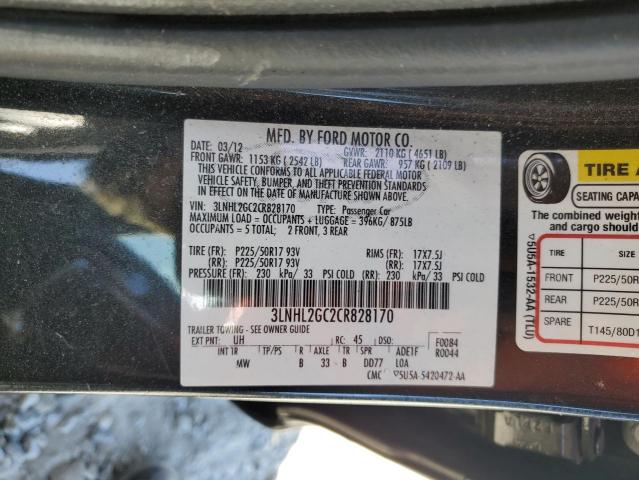 MFD. BY FORD MOTOR CO.
DATE: 03/12 GVWR: 2110 KG ( 4651 LB)
FRONT GAWR: 1153 KG ( 2542 LB) REAR GAWR: 957 KG ( 2109 LB)
THIS VEHICLE CONFORMS TO ALL APPLICABLE FEDERAL MOTOR
VEHICLE SAFETY, BUMPER, AND THEFT PREVENTION STANDARDS
IN EFFECT ON THE DATE OF MANUFACTURE SHOWN ABOVE.
VIN: 3LNHL2GC2CR828170 TYPE: Passenger Car
MAXIMUM LOAD = OCCUPANTS + LUGGAGE = 396KG/ 875LB
OCCUPANTS = 5 TOTAL; 2 FRONT, 3 REAR
TIRE (FR): P225/50R17 93V RIMS (FR): 17X7.5J
(RR): P225/50R17 93V (RR): 17X7.5J
PRESSURE (FR): 230 kPa/ 33 PSI COLD (RR): 230 kPa/ 33 PSI COLD
3LNHL2GC2CR828170
TRAILER TOWING - SEE OWNER GUIDE
EXT PNT: UH RC: 45 DSO: F0084
INT TR TP/PS R AXLE TR SPR ADE1F R0044
MW B 33 B DD77 LOA
CMC ▽5U5A-5420472-AA
TIRE A
SEATING CAPA
The combined weight
and cargo should
▽5U5A-1532-AA (TLU)
TIRE SIZE
FRONT P225/50R
REAR P225/50R
SPARE T145/80D1